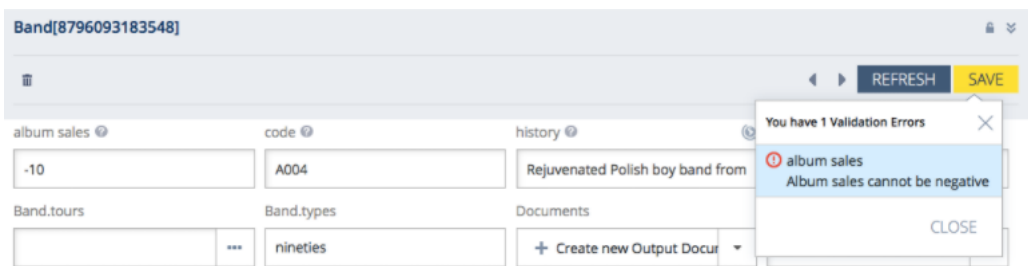 Band[8796093183548]
REFRESH SAVE
album sales code history
You have 1 Validation Errors
-10 A004 Rejuvenated Polish boy band from
album sales
Album sales cannot be negative
Band.tours Band.types Documents
CLOSE
nineties + Create new Output Docur